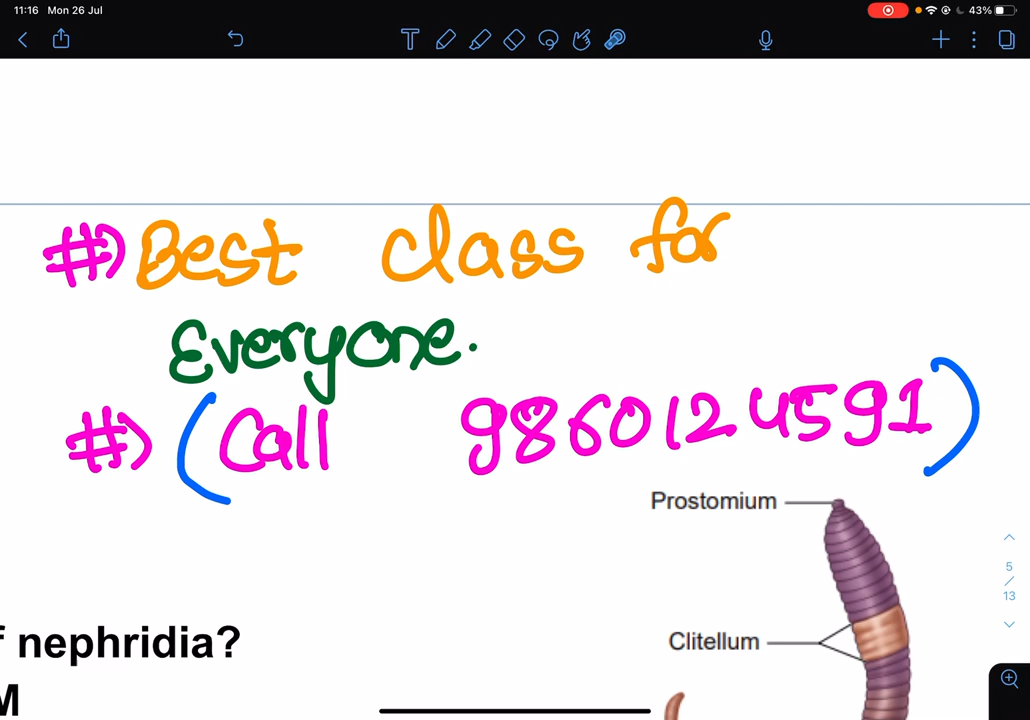 11:16 Mon 26 Jul
43%
#⇒ Best class for
Everyone.
#⇒ (Call 9860124591)
Prostomium
5
/
13
f nephridia?
Clitellum
M